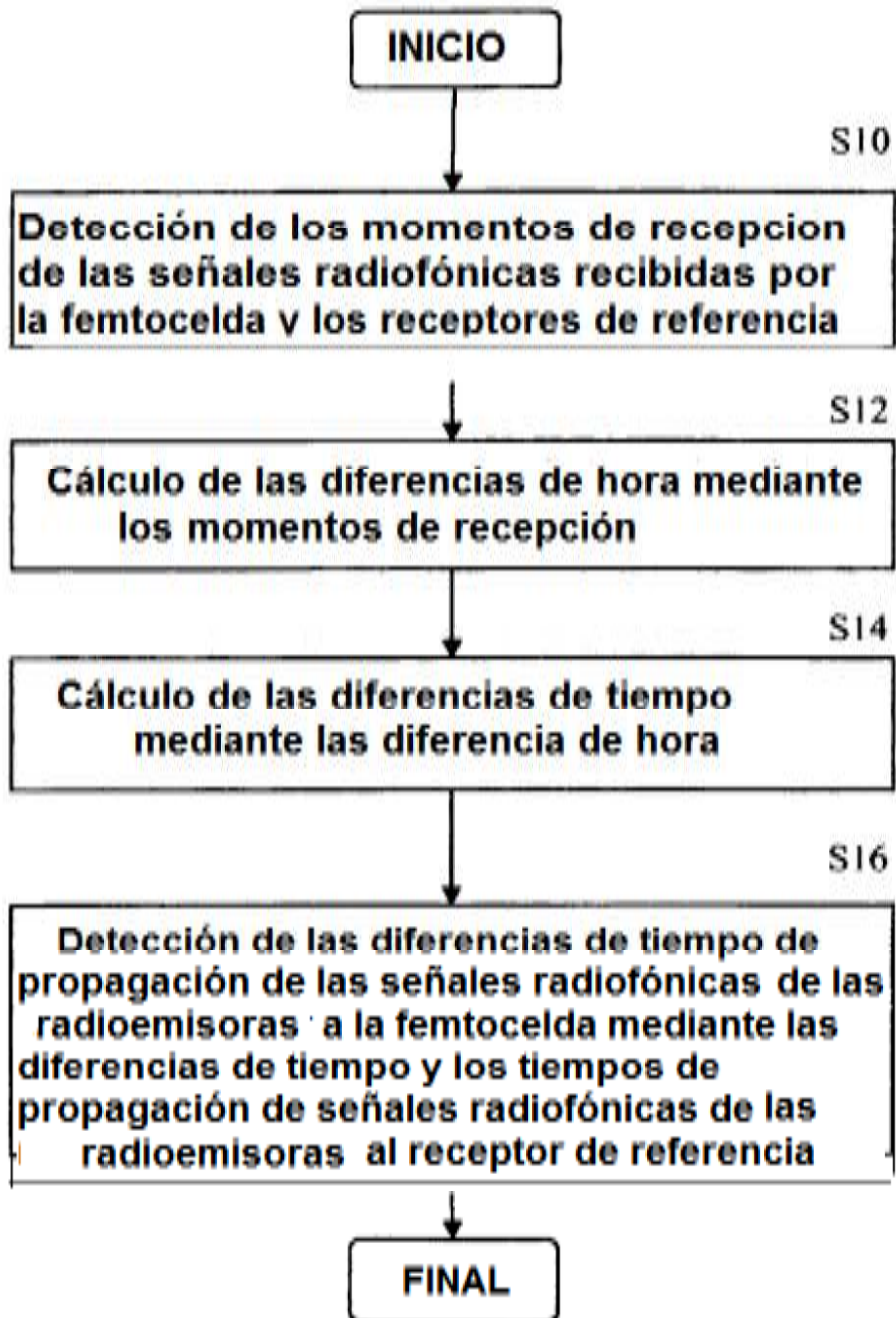 INICIO
S10
Detección de los momentos de recepcion
de las señales radiofónicas recibidas por
la femtocelda y los receptores de referencia
S12
Cálculo de las diferencias de hora mediante
los momentos de recepción
S14
Cálculo de las diferencias de tiempo
mediante las diferencia de hora
S16
Detección de las diferencias de tiempo de
propagación de las señales radiofónicas de las
radioemisoras a la femtocelda mediante las
diferencias de tiempo y los tiempos de
propagación de señales radiofónicas de las
radioemisoras al receptor de referencia
FINAL